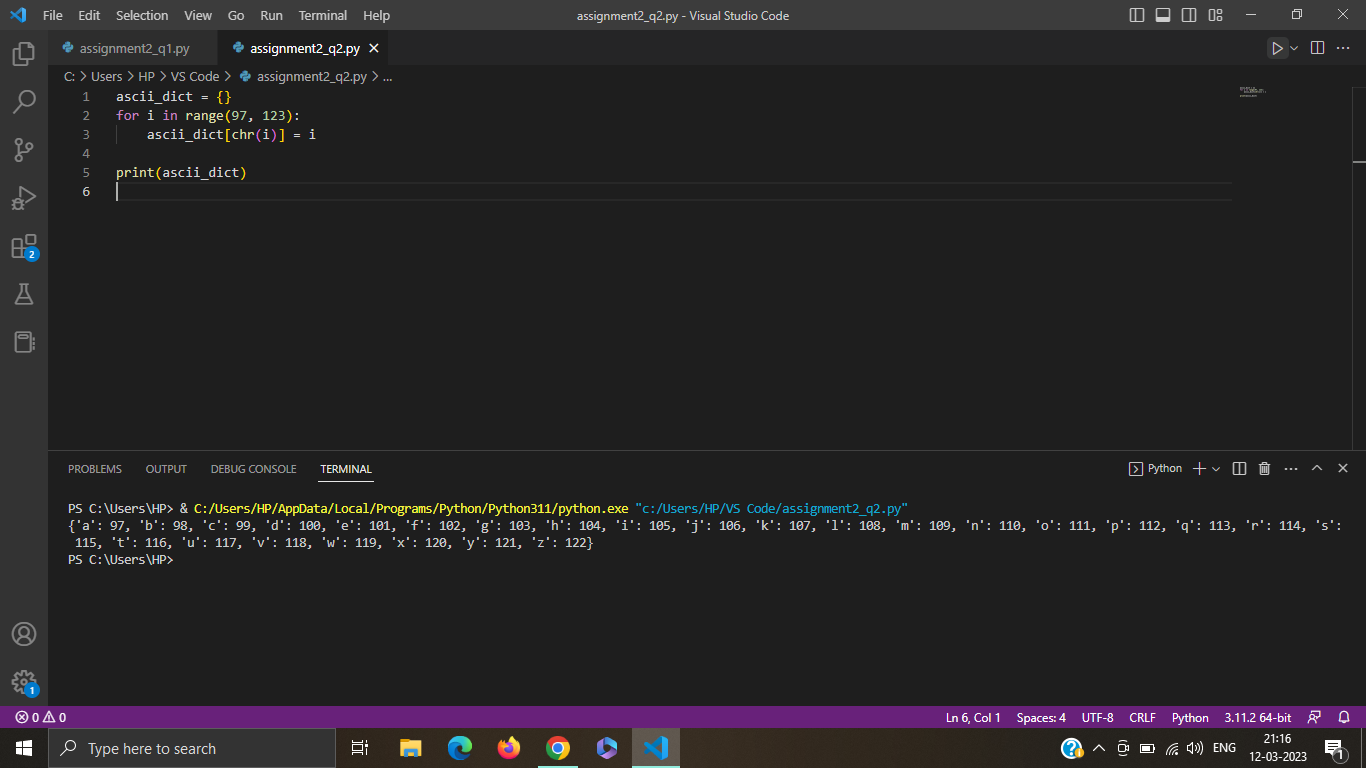 File Edit Selection View Go Run Terminal Help assignment2_q2.py - Visual Studio Code
assignment2_q1.py assignment2_q2.py
C: > Users > HP > VS Code > assignment2_q2.py > ...
1 ascii_dict = {}
2 for i in range(97, 123):
3     ascii_dict[chr(i)] = i
4
5 print(ascii_dict)
6
2
PROBLEMS OUTPUT DEBUG CONSOLE TERMINAL Python
PS C:\Users\HP> & C:/Users/HP/AppData/Local/Programs/Python/Python311/python.exe "c:/Users/HP/VS Code/assignment2_q2.py"
{'a': 97, 'b': 98, 'c': 99, 'd': 100, 'e': 101, 'f': 102, 'g': 103, 'h': 104, 'i': 105, 'j': 106, 'k': 107, 'l': 108, 'm': 109, 'n': 110, 'o': 111, 'p': 112, 'q': 113, 'r': 114, 's':
 115, 't': 116, 'u': 117, 'v': 118, 'w': 119, 'x': 120, 'y': 121, 'z': 122}
PS C:\Users\HP>
1
0 0 Ln 6, Col 1 Spaces: 4 UTF-8 CRLF Python 3.11.2 64-bit
Type here to search ENG 21:16
12-03-2023 1